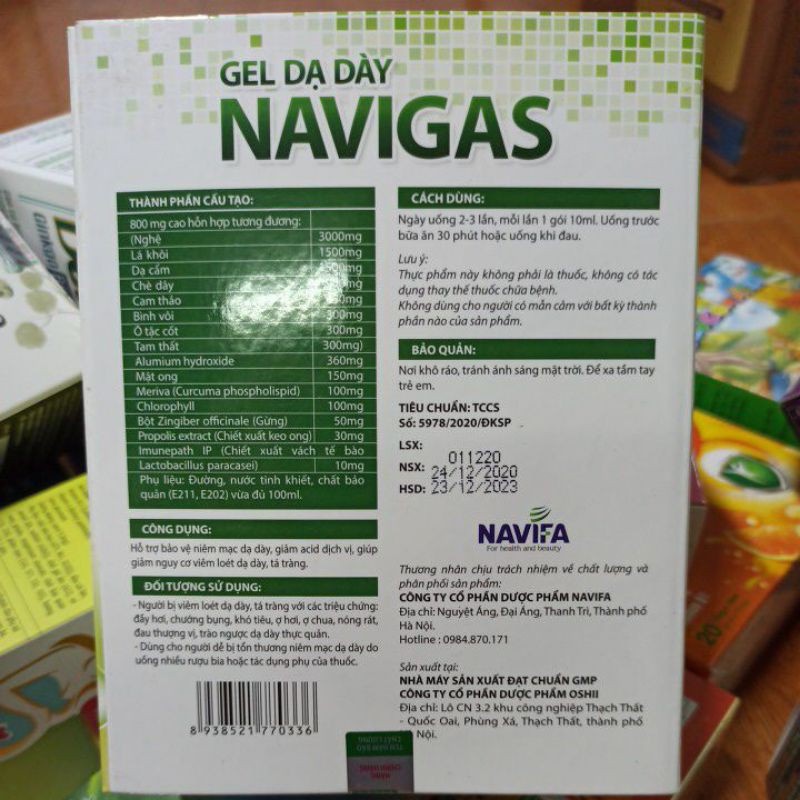 GEL DẠ DÀY
NAVIGAS
THÀNH PHẦN CẤU TẠO:
800 mg cao hỗn hợp tương đương:
(Nghệ 3000mg
Lá khôi 1500mg
Dạ cẩm
Chè dây
Cam thảo
Bình vôi 300mg
Ô tặc cốt 300mg
Tam thất 300mg)
Alumium hydroxide 360mg
Mật ong 150mg
Meriva (Curcuma phospholispid) 100mg
Chlorophyll 100mg
Bột Zingiber officinale (Gừng) 50mg
Propolis extract (Chiết xuất keo ong) 30mg
Imunepath IP (Chiết xuất vách tế bào
Lactobacillus paracasei) 10mg
Phụ liệu: Đường, nước tinh khiết, chất bảo
quản (E211, E202) vừa đủ 100ml.
CÔNG DỤNG:
Hỗ trợ bảo vệ niêm mạc dạ dày, giảm acid dịch vị, giúp
giảm nguy cơ viêm loét dạ dày, tá tràng.
ĐỐI TƯỢNG SỬ DỤNG:
- Người bị viêm loét dạ dày, tá tràng với các triệu chứng:
đầy hơi, chướng bụng, khó tiêu, ợ hơi, ợ chua, nóng rát,
đau thượng vị, trào ngược dạ dày thực quản.
- Dùng cho người dễ bị tổn thương niêm mạc dạ dày do
uống nhiều rượu bia hoặc tác dụng phụ của thuốc.
8 938521 770336
CÁCH DÙNG:
Ngày uống 2-3 lần, mỗi lần 1 gói 10ml. Uống trước
bữa ăn 30 phút hoặc uống khi đau.
Lưu ý:
Thực phẩm này không phải là thuốc, không có tác
dụng thay thế thuốc chữa bệnh.
Không dùng cho người có mẫn cảm với bất kỳ thành
phần nào của sản phẩm.
BẢO QUẢN:
Nơi khô ráo, tránh ánh sáng mặt trời. Để xa tầm tay
trẻ em.
TIÊU CHUẨN: TCCS
Số: 5978/2020/ĐKSP
LSX: 011220
NSX: 24/12/2020
HSD: 23/12/2023
NAVIFA
For health and beauty
Thương nhân chịu trách nhiệm về chất lượng và
phân phối sản phẩm:
CÔNG TY CỔ PHẦN DƯỢC PHẨM NAVIFA
Địa chỉ: Nguyệt Áng, Đại Áng, Thanh Trì, Thành phố
Hà Nội.
Hotline : 0984.870.171
Sản xuất tại:
NHÀ MÁY SẢN XUẤT ĐẠT CHUẨN GMP
CÔNG TY CỔ PHẦN DƯỢC PHẨM OSHII
Địa chỉ: Lô CN 3.2 khu công nghiệp Thạch Thất
- Quốc Oai, Phùng Xá, Thạch Thất, thành phố
Nội.
20